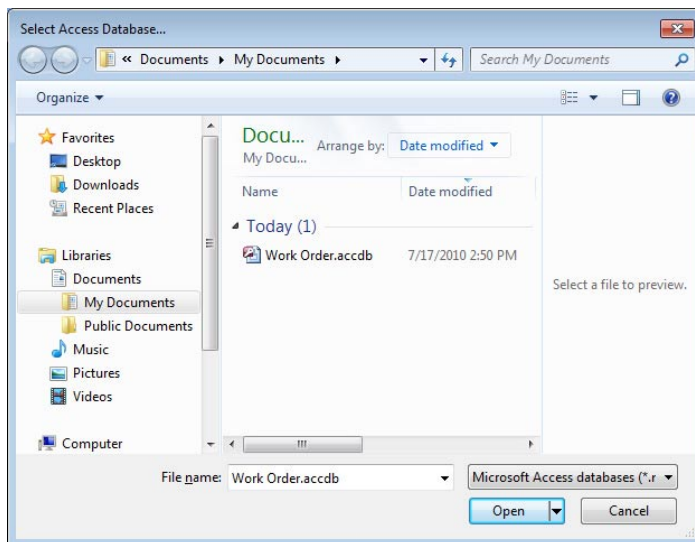 Select Access Database...
« Documents ▸ My Documents ▸
Search My Documents
Organize ▾
Favorites
Desktop
Downloads
Recent Places
Libraries
Documents
My Documents
Public Documents
Music
Pictures
Videos
Computer
Docu...
My Docu...
Arrange by: Date modified ▾
Name Date modified
Today (1)
Work Order.accdb 7/17/2010 2:50 PM
Select a file to preview.
File name: Work Order.accdb
Microsoft Access databases (*.r
Open
Cancel